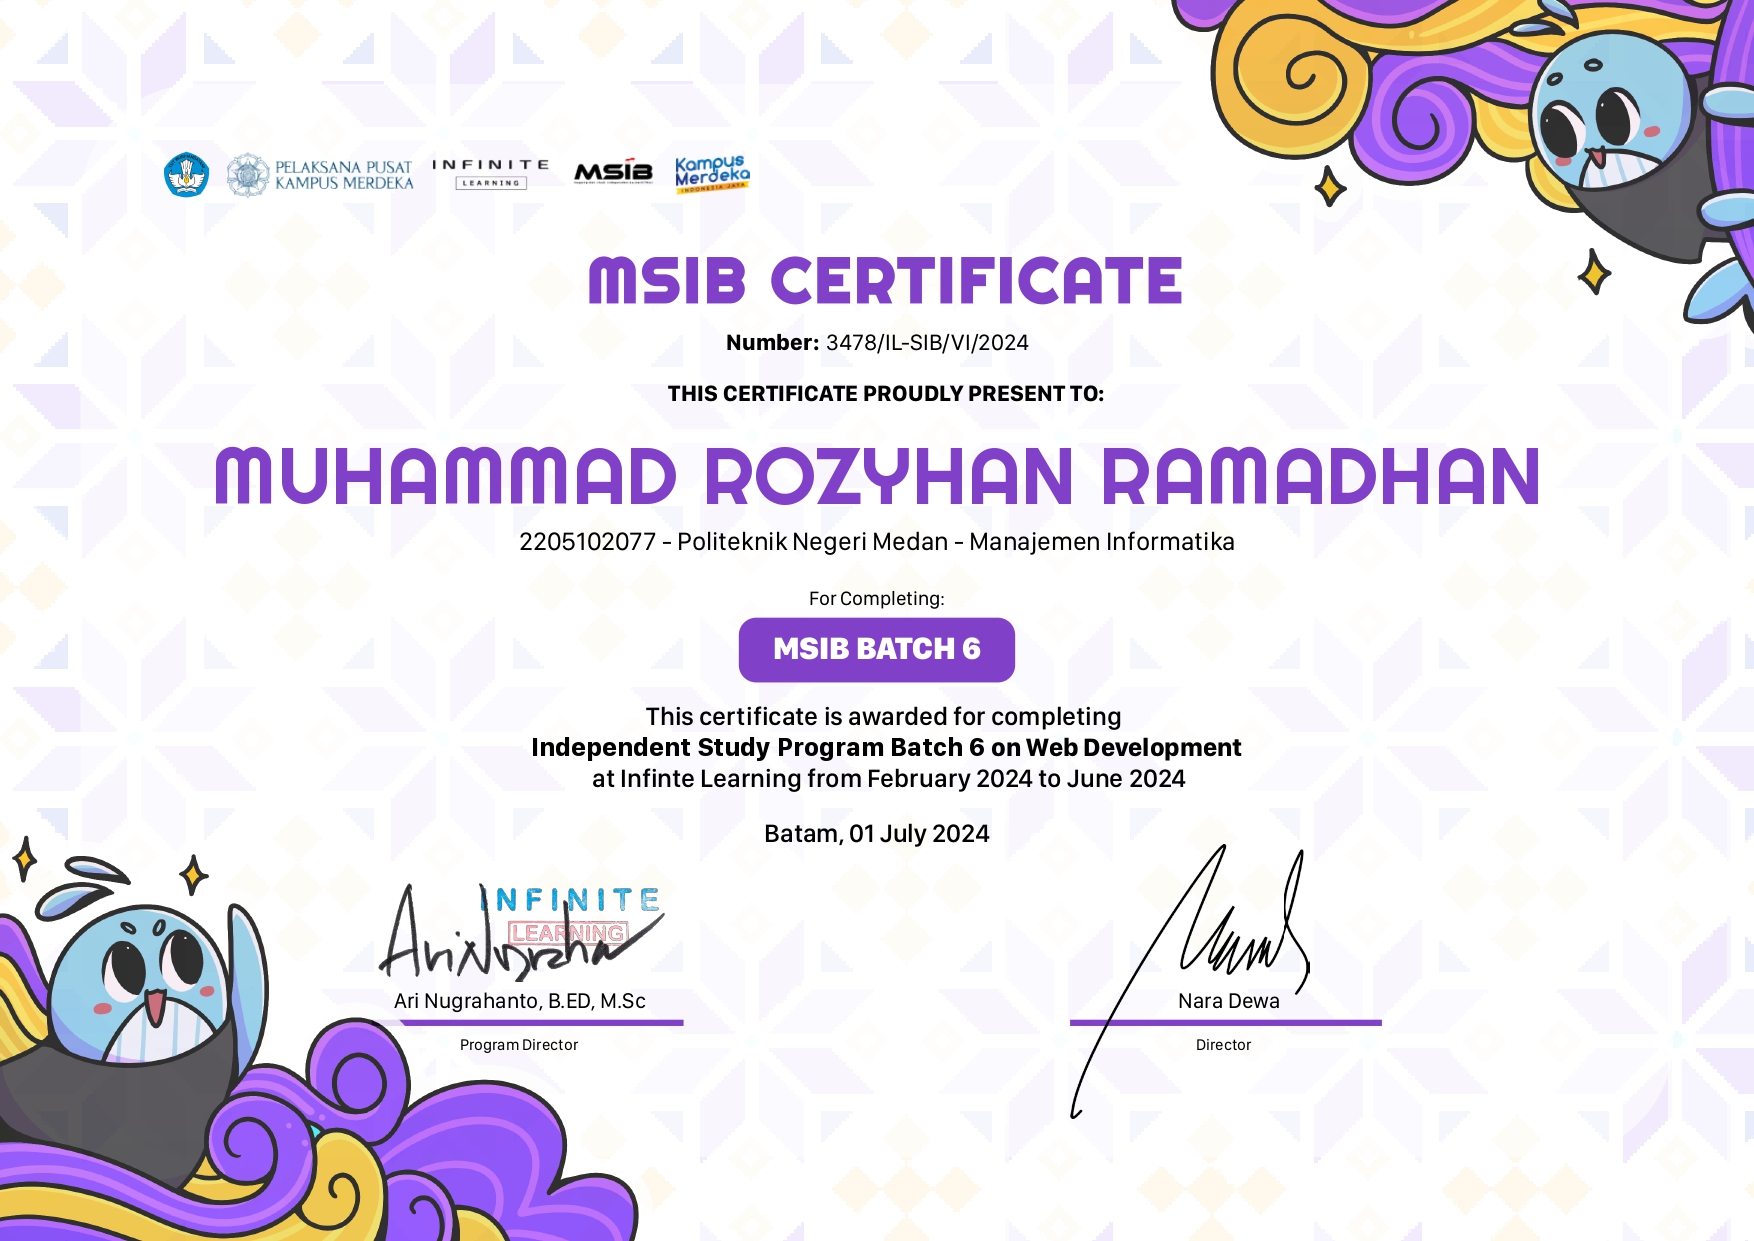 PELAKSANA PUSAT
KAMPUS MERDEKA
INFINITE
LEARNING
MSIB
Kampus
Merdeka
INDONESIA JAYA
MSIB CERTIFICATE
Number: 3478/IL-SIB/VI/2024
THIS CERTIFICATE PROUDLY PRESENT TO:
MUHAMMAD ROZYHAN RAMADHAN
2205102077 - Politeknik Negeri Medan - Manajemen Informatika
For Completing:
MSIB BATCH 6
This certificate is awarded for completing
Independent Study Program Batch 6 on Web Development
at Infinte Learning from February 2024 to June 2024
Batam, 01 July 2024
INFINITE
LEARNING
Ari Nugrahanto, B.ED, M.Sc
Program Director
Nara Dewa
Director